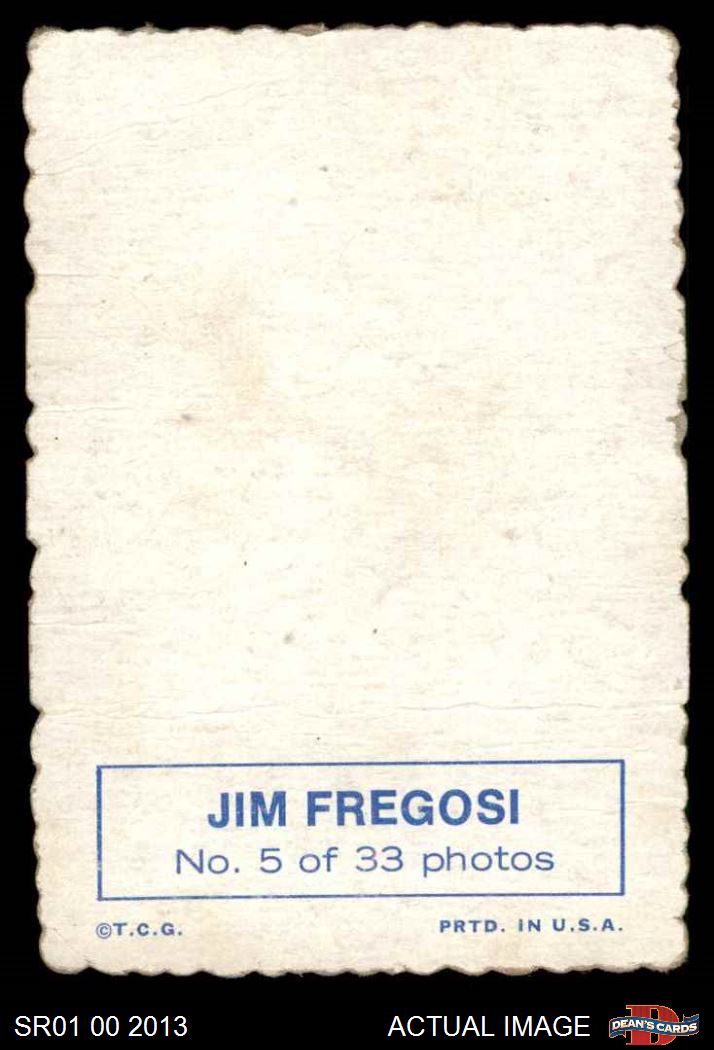 JIM FREGOSI
No. 5 of 33 photos
©T.C.G.
PRTD. IN U.S.A.
SR01 00 2013
ACTUAL IMAGE
D
DEAN'S CARDS